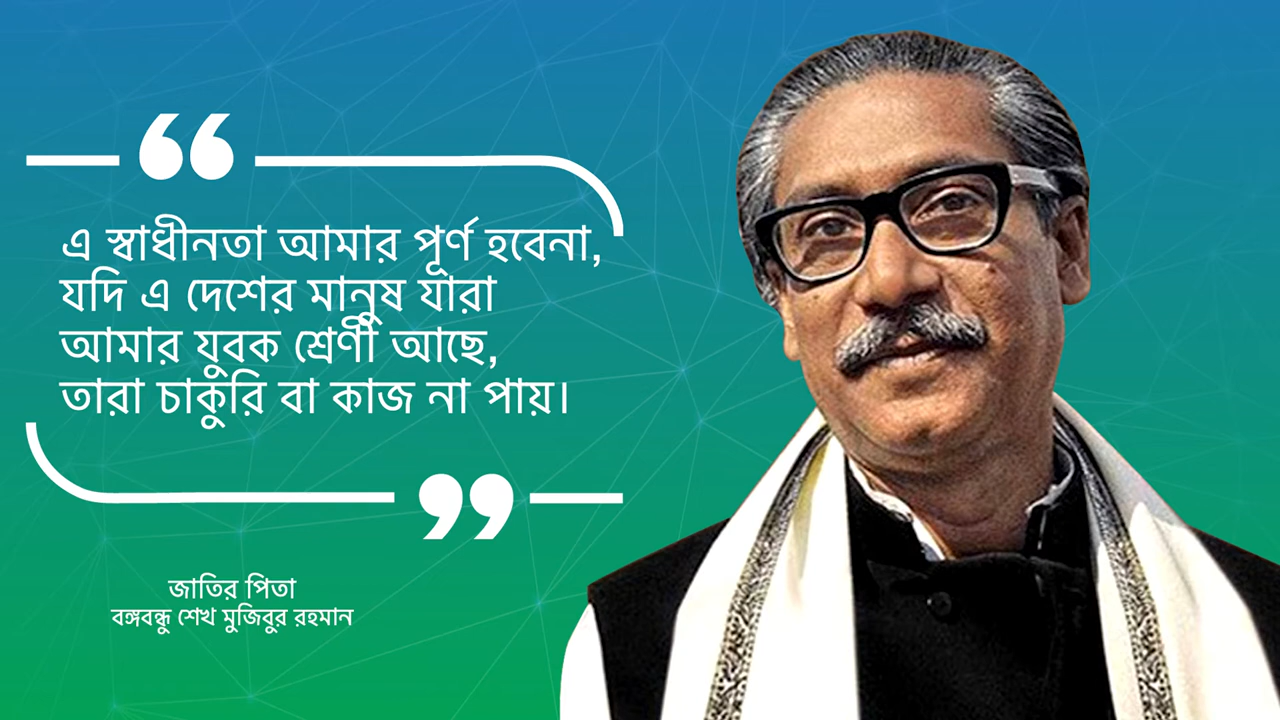 এ স্বাধীনতা আমার পূর্ণ হবেনা,
যদি এ দেশের মানুষ যারা
আমার যুবক শ্রেণী আছে,
তারা চাকুরি বা কাজ না পায়।
জাতির পিতা
বঙ্গবন্ধু শেখ মুজিবুর রহমান